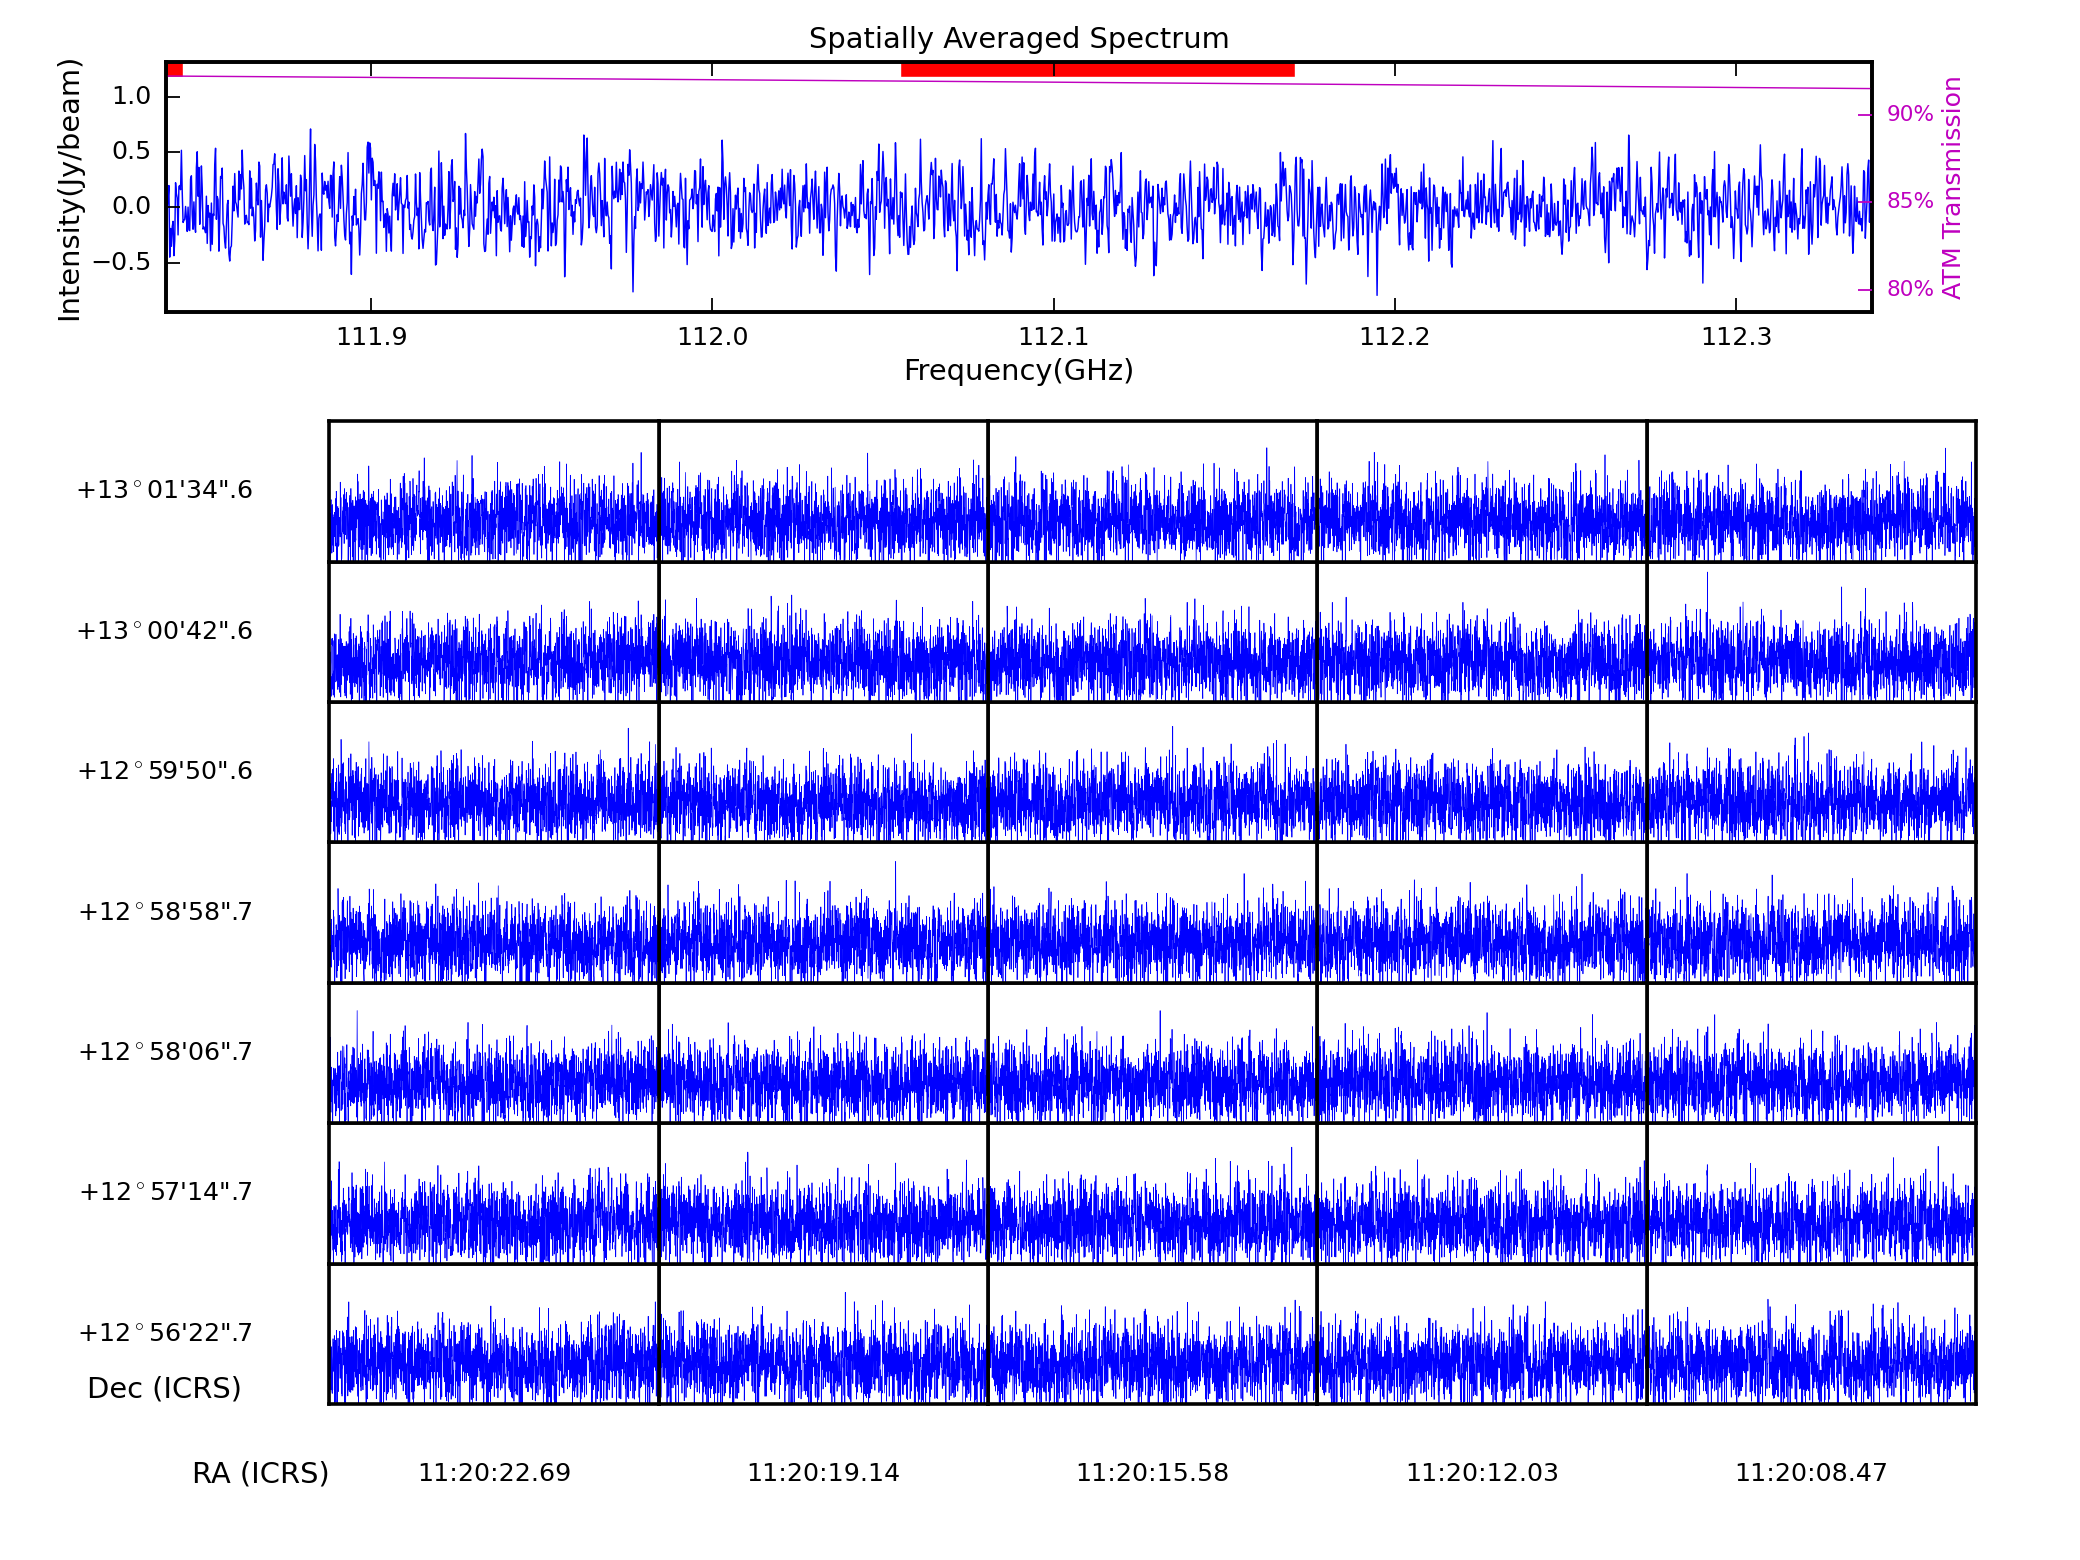 Spatially Averaged Spectrum
Intensity(Jy/beam)
1.0
0.5
0.0
−0.5
90%
85%
80%
ATM Transmission
111.9 112.0 112.1 112.2 112.3
Frequency(GHz)
+13°01'34".6
+13°00'42".6
+12°59'50".6
+12°58'58".7
+12°58'06".7
+12°57'14".7
+12°56'22".7
Dec (ICRS)
RA (ICRS) 11:20:22.69 11:20:19.14 11:20:15.58 11:20:12.03 11:20:08.47